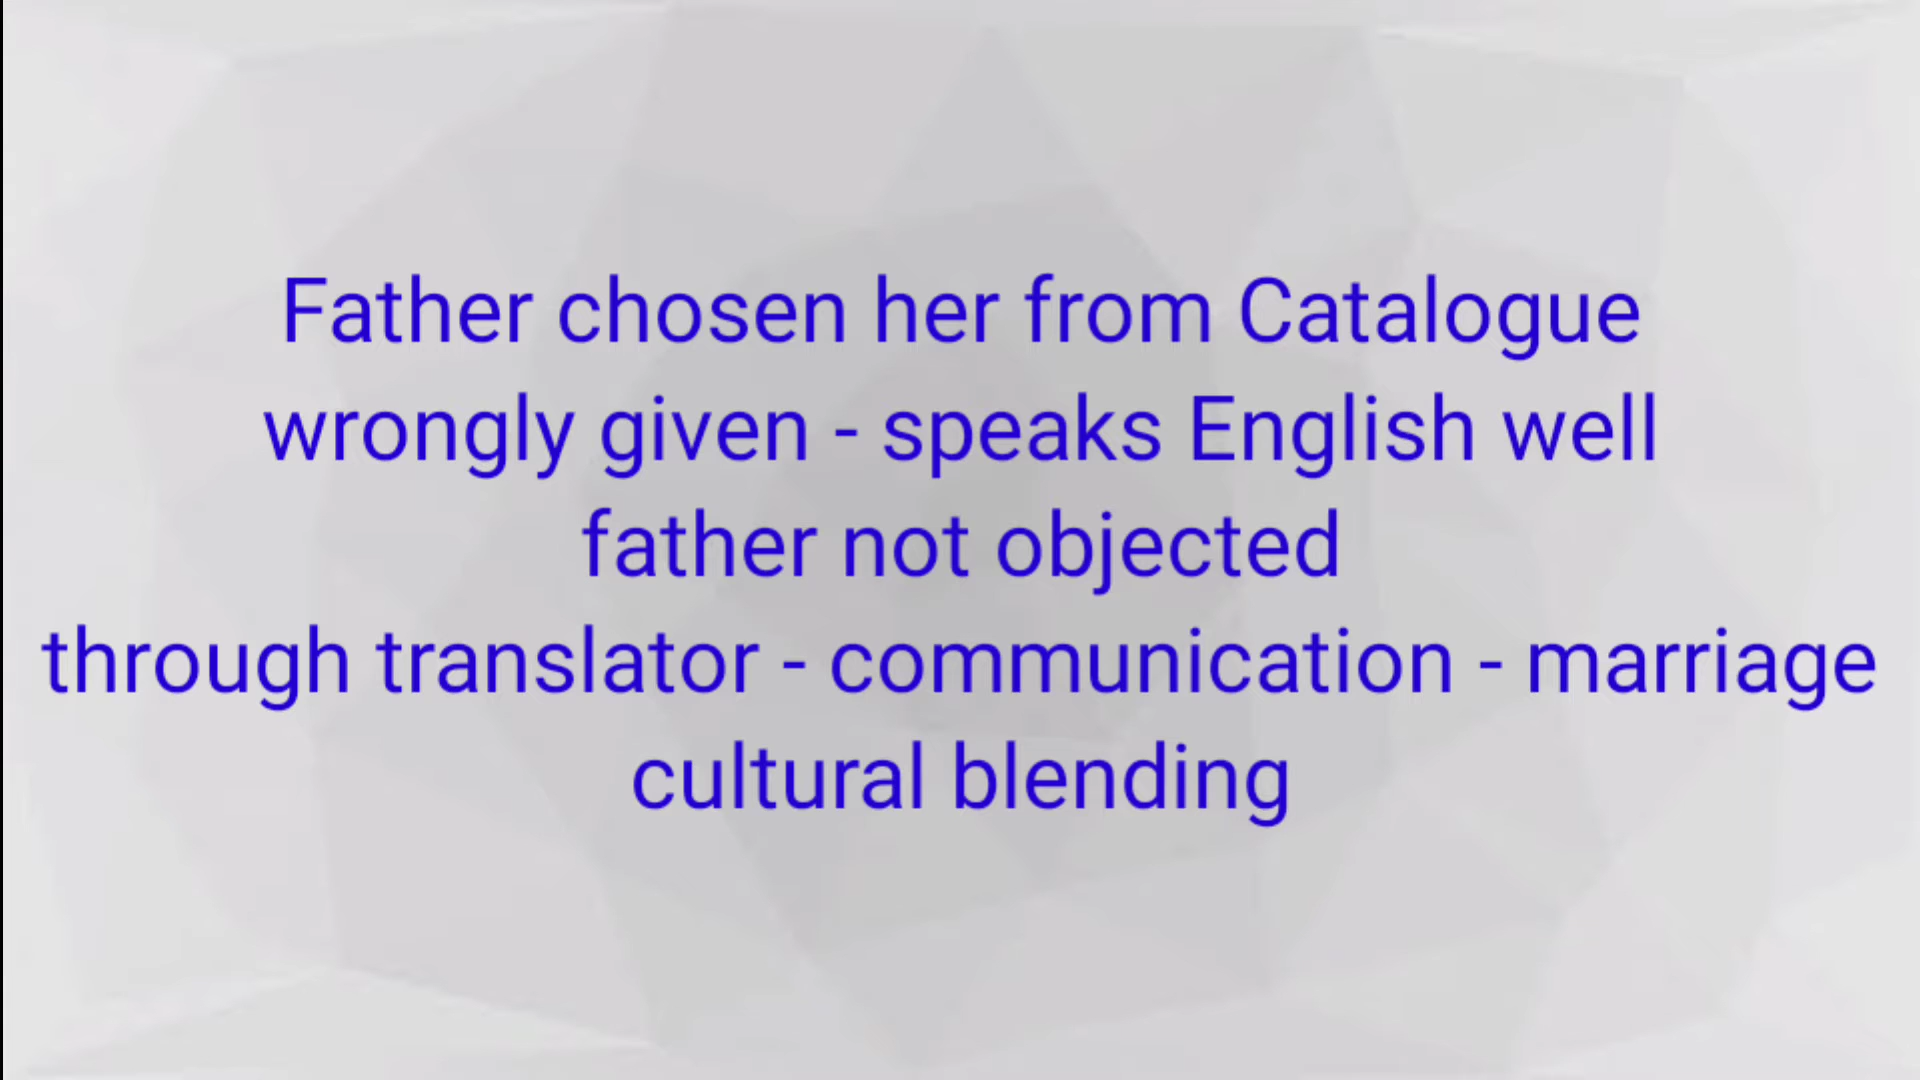 Father chosen her from Catalogue
wrongly given - speaks English well
father not objected
through translator - communication - marriage
cultural blending